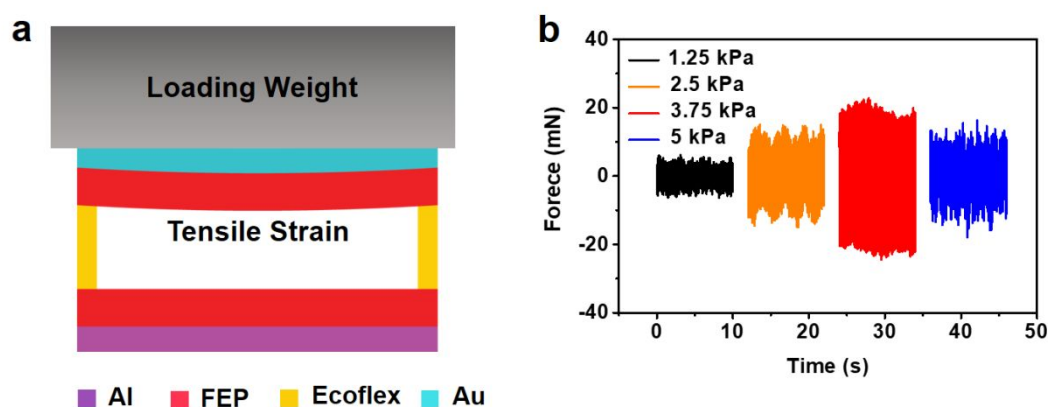 a
Loading Weight
Tensile Strain
Al
FEP
Ecoflex
Au
b
1.25 kPa
2.5 kPa
3.75 kPa
5 kPa
Forece (mN)
40
20
0
-20
-40
0
10
20
30
40
50
Time (s)